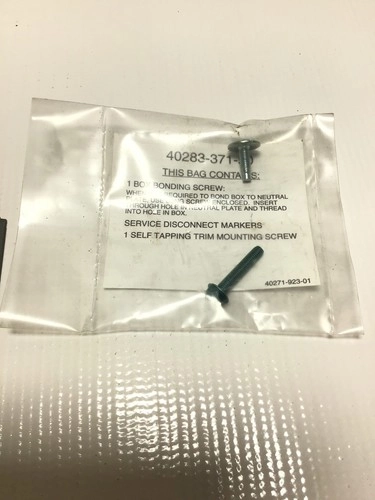 40283-371-
THIS BAG CONTAINS:
1 BOX BONDING SCREW:
REQUIRED TO BOND BOX TO NEUTRAL
USE SCREW ENCLOSED. INSERT
THROUGH HOLE IN NEUTRAL PLATE AND THREAD
INTO HOLE IN BOX.
SERVICE DISCONNECT MARKERS
1 SELF TAPPING TRIM MOUNTING SCREW
40271-923-01